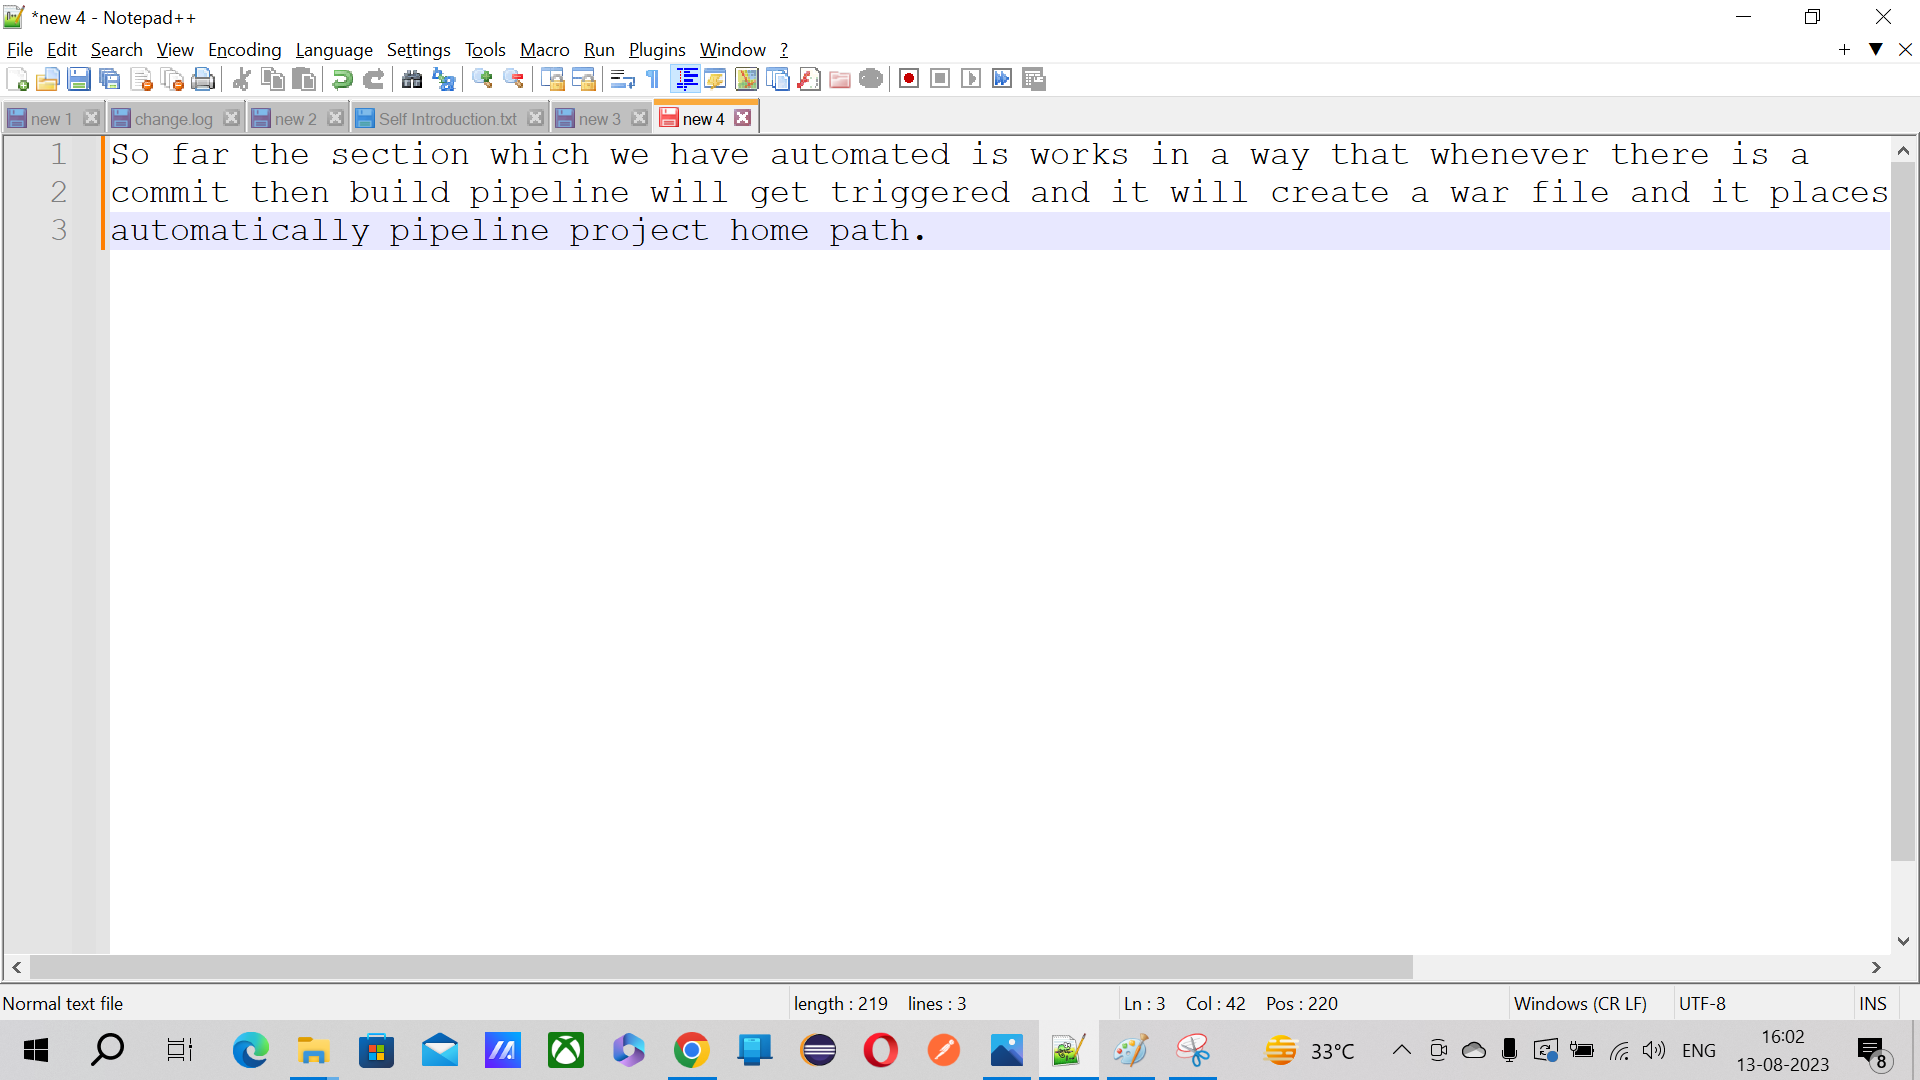 *new 4 - Notepad++
File Edit Search View Encoding Language Settings Tools Macro Run Plugins Window ?
new 1 change.log new 2 Self Introduction.txt new 3 new 4
1 So far the section which we have automated is works in a way that whenever there is a
2 commit then build pipeline will get triggered and it will create a war file and it places
3 automatically pipeline project home path.
Normal text file length : 219 lines : 3 Ln : 3 Col : 42 Pos : 220 Windows (CR LF) UTF-8 INS
33°C ENG 16:02
13-08-2023 8